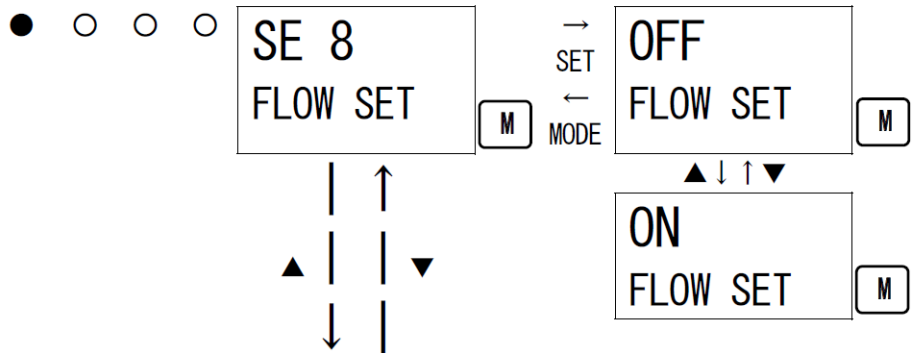 ● ○ ○ ○
SE 8
FLOW SET
M
→
SET
←
MODE
OFF
FLOW SET
M
▲↓↑▼
ON
FLOW SET
M
▲ ↓ ↑ ▼